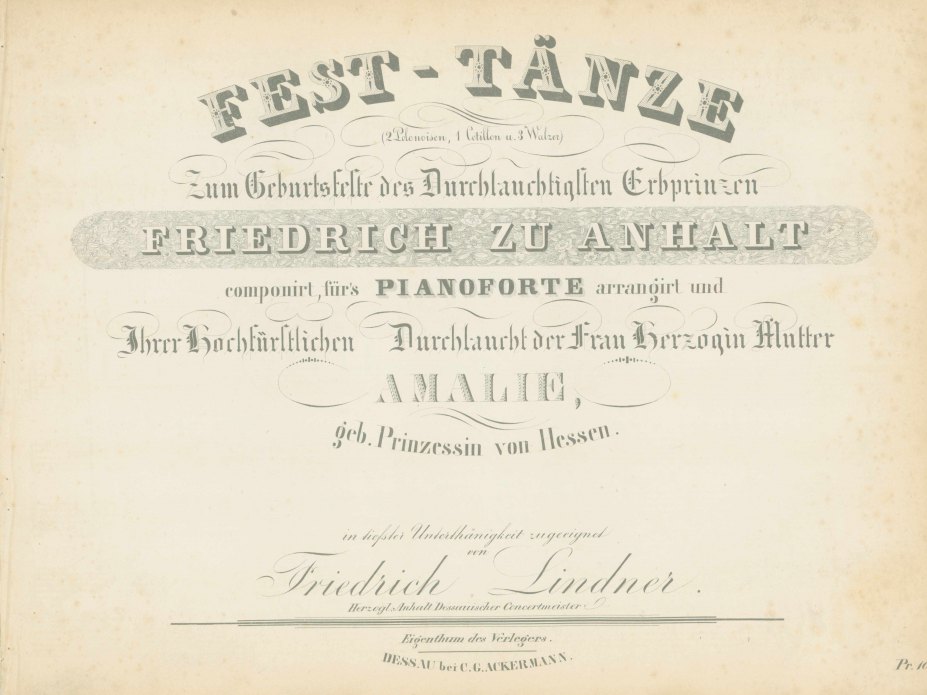 FEST-TÄNZE
(2 Polonoisen, 1 Cotillon u. 3 Walzer)
Zum Geburtsfeste des Durchlauchtigsten Erbprinzen
FRIEDRICH ZU ANHALT
componirt, für's PIANOFORTE arrangirt und
Ihrer Hochfürstlichen Durchlaucht der Frau Herzogin Mutter
AMALIE,
geb. Prinzessin von Hessen.
in tiefster Unterthänigkeit zugeeignet
von
Friedrich Lindner.
Herzogl. Anhalt Dessauischer Concertmeister
Eigenthum des Verlegers.
DESSAU bei C. G. ACKERMANN.
Pr.